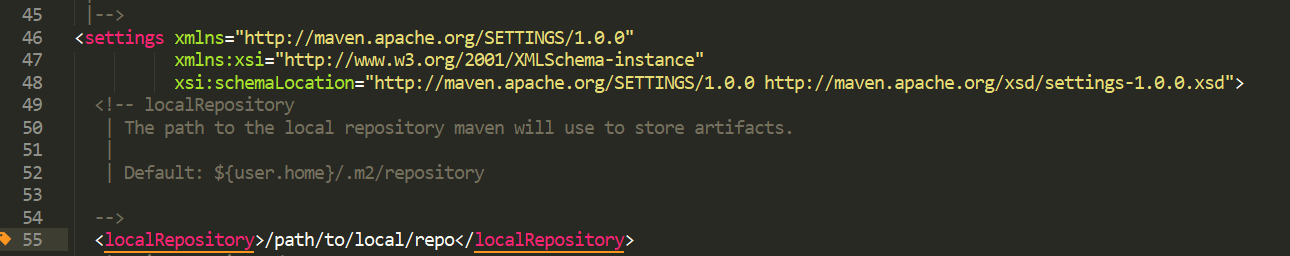 45 |-->
46 <settings xmlns="http://maven.apache.org/SETTINGS/1.0.0"
47 xmlns:xsi="http://www.w3.org/2001/XMLSchema-instance"
48 xsi:schemaLocation="http://maven.apache.org/SETTINGS/1.0.0 http://maven.apache.org/xsd/settings-1.0.0.xsd">
49 <!-- localRepository
50 | The path to the local repository maven will use to store artifacts.
51 |
52 | Default: ${user.home}/.m2/repository
53
54 -->
55 <localRepository>/path/to/local/repo</localRepository>